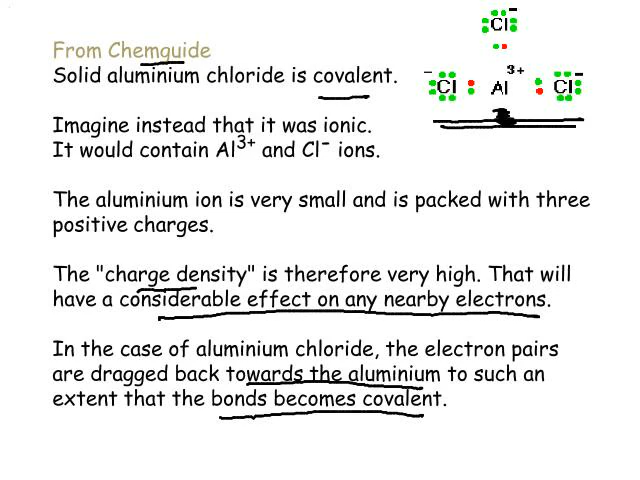 From Chemguide
Solid aluminium chloride is covalent.
Cl⁻
⁻Cl Al³⁺ Cl⁻
Imagine instead that it was ionic.
It would contain Al³⁺ and Cl⁻ ions.
The aluminium ion is very small and is packed with three
positive charges.
The "charge density" is therefore very high. That will
have a considerable effect on any nearby electrons.
In the case of aluminium chloride, the electron pairs
are dragged back towards the aluminium to such an
extent that the bonds becomes covalent.